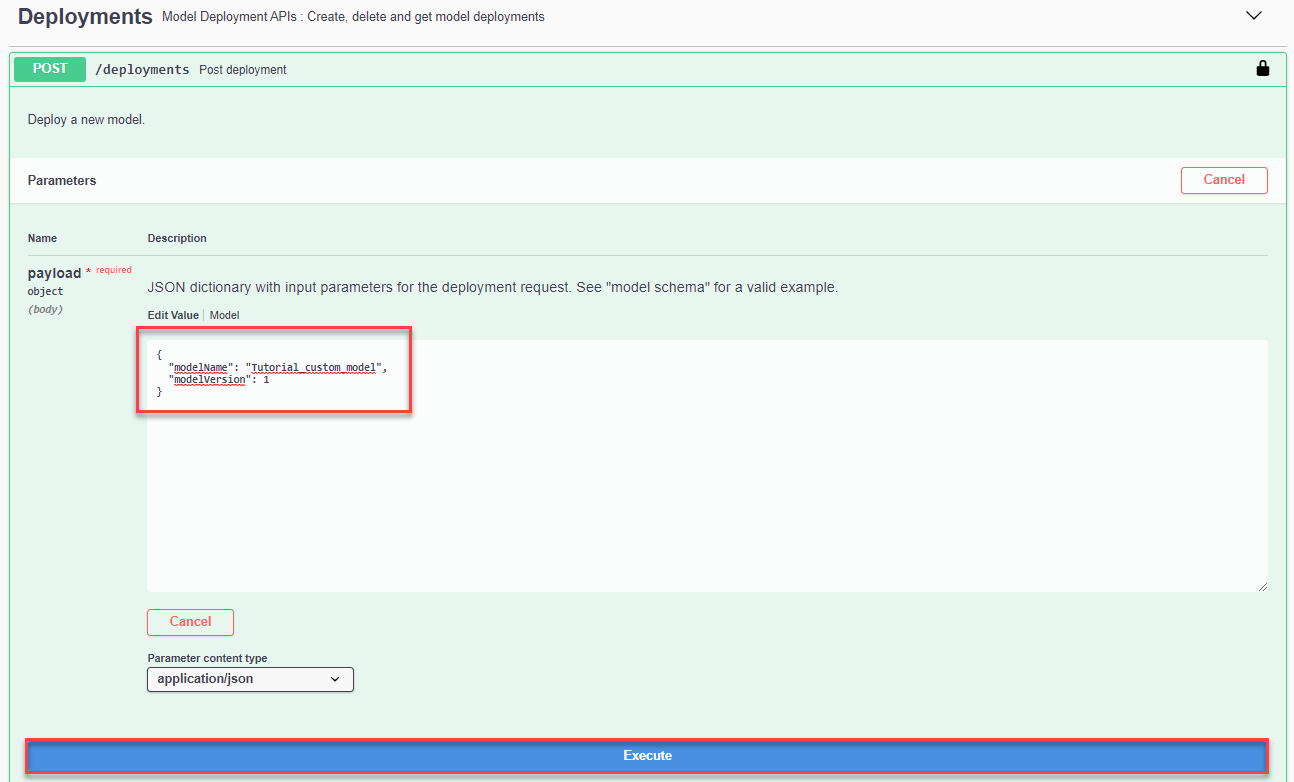 Deployments Model Deployment APIs : Create, delete and get model deployments
POST /deployments Post deployment
Deploy a new model.
Parameters Cancel
Name Description
payload * required
object
(body)
JSON dictionary with input parameters for the deployment request. See "model schema" for a valid example.
Edit Value | Model
{
"modelName": "Tutorial_custom_model",
"modelVersion": 1
}
Cancel
Parameter content type
application/json
Execute